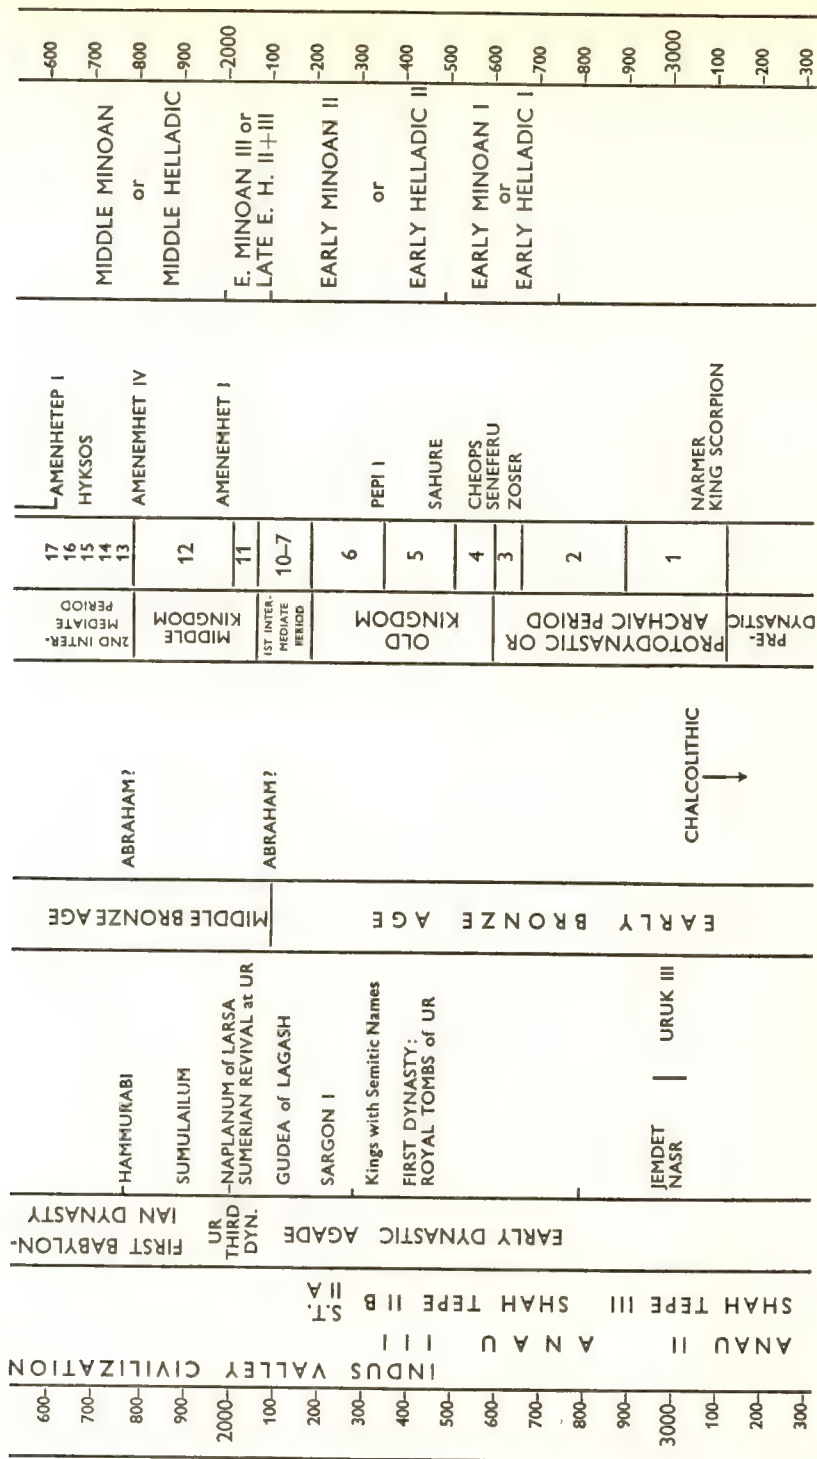 600-
700-
800-
900-
2000-
100-
200-
300-
400-
500-
600-
700-
800-
900-
3000-
100-
200-
300-
INDUS VALLEY CIVILIZATION
ANAU III
ANAU II
S.T.
II A
SHAH TEPE II B
SHAH TEPE III
FIRST BABYLON-
IAN DYNASTY
UR
THIRD
DYN.
AGADE
EARLY DYNASTIC
HAMMURABI
SUMULAILUM
NAPLANUM of LARSA
SUMERIAN REVIVAL at UR
GUDEA of LAGASH
SARGON I
Kings with Semitic Names
FIRST DYNASTY:
ROYAL TOMBS of UR
JEMDET
NASR
URUK III
MIDDLE BRONZE AGE
EARLY BRONZE AGE
ABRAHAM?
ABRAHAM?
CHALCOLITHIC
2ND INTER-
MEDIATE
PERIOD
MIDDLE
KINGDOM
1ST INTER-
MEDIATE
PERIOD
OLD
KINGDOM
PROTODYNASTIC OR
ARCHAIC PERIOD
PRE-
DYNASTIC
17
16
15
14
13
12
11
10–7
6
5
4
3
2
1
AMENHETEP I
HYKSOS
AMENEMHET IV
AMENEMHET I
PEPI I
SAHURE
CHEOPS
SENEFERU
ZOSER
NARMER
KING SCORPION
MIDDLE MINOAN
or
MIDDLE HELLADIC
E. MINOAN III or
LATE E. H. II+III
EARLY MINOAN II
or
EARLY HELLADIC II
EARLY MINOAN I
or
EARLY HELLADIC I
-600
-700
-800
-900
-2000
-100
-200
-300
-400
-500
-600
-700
-800
-900
-3000
-100
-200
-300